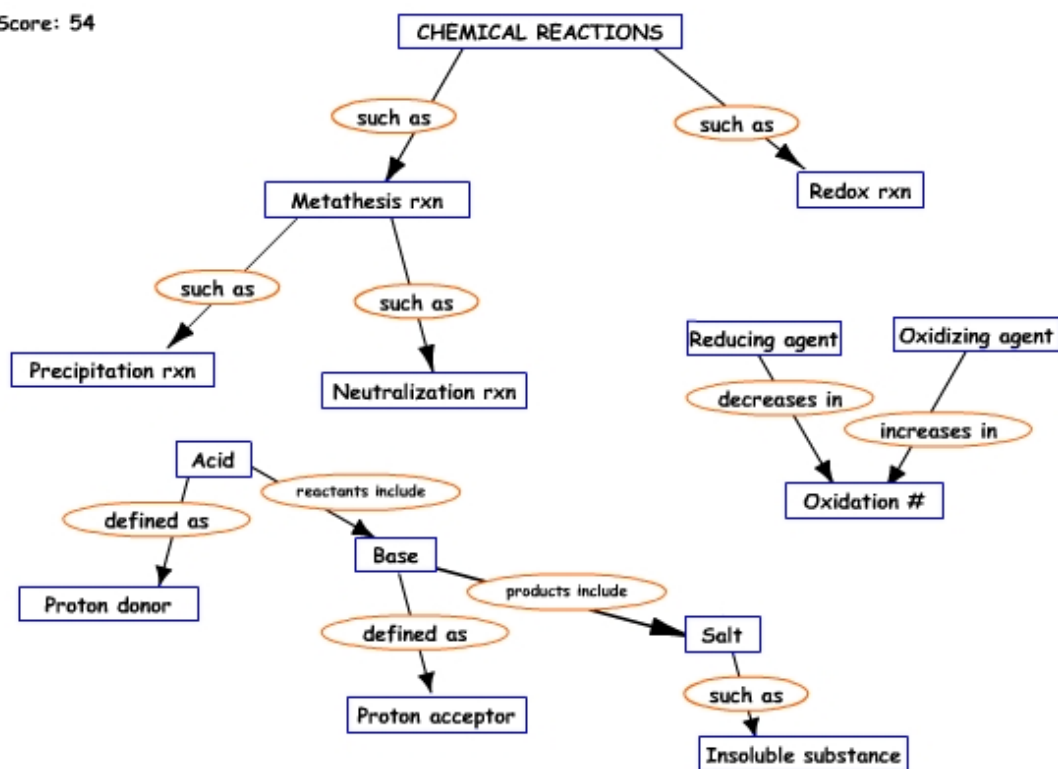 Score: 54
CHEMICAL REACTIONS
such as
such as
Metathesis rxn
Redox rxn
such as
such as
Precipitation rxn
Neutralization rxn
Reducing agent
Oxidizing agent
decreases in
increases in
Oxidation #
Acid
reactants include
defined as
Base
Proton donor
products include
defined as
Salt
such as
Proton acceptor
Insoluble substance